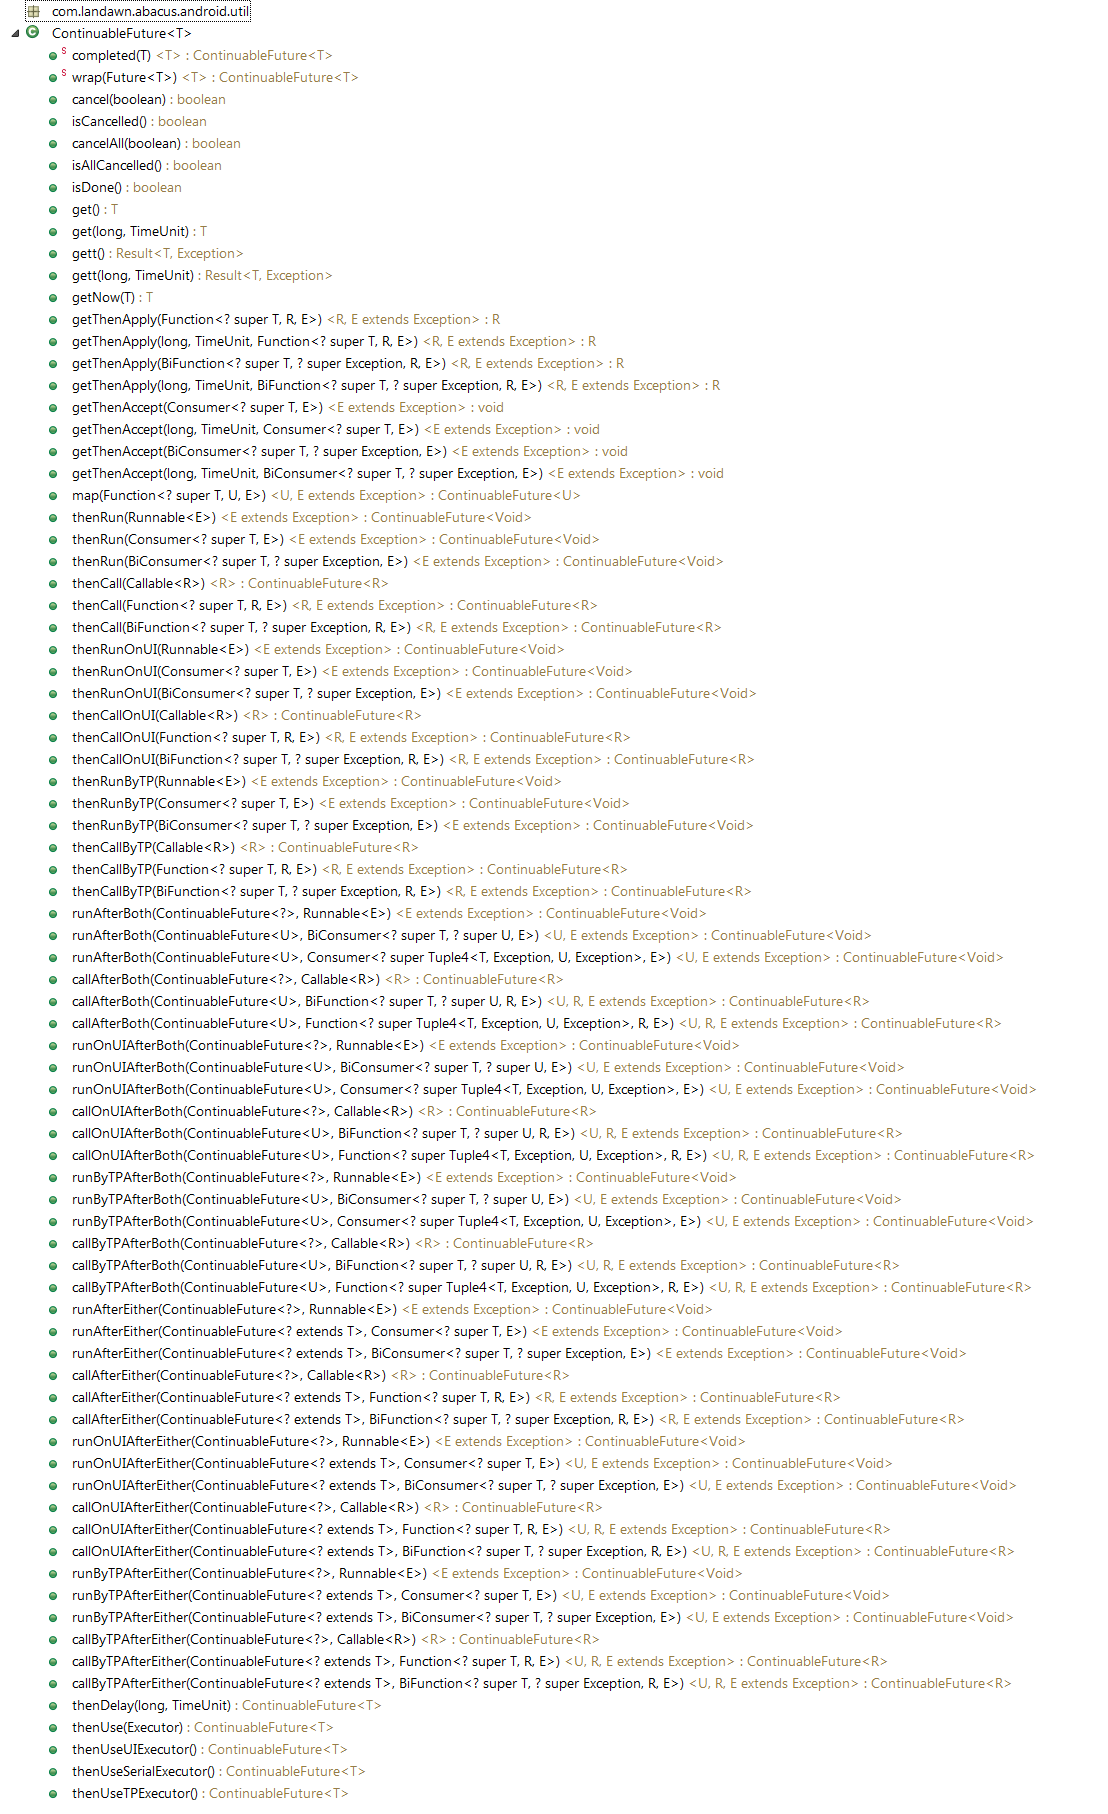 com.landawn.abacus.android.util
ContinuableFuture<T>
S completed(T) <T> : ContinuableFuture<T>
S wrap(Future<T>) <T> : ContinuableFuture<T>
cancel(boolean) : boolean
isCancelled() : boolean
cancelAll(boolean) : boolean
isAllCancelled() : boolean
isDone() : boolean
get() : T
get(long, TimeUnit) : T
gett() : Result<T, Exception>
gett(long, TimeUnit) : Result<T, Exception>
getNow(T) : T
getThenApply(Function<? super T, R, E>) <R, E extends Exception> : R
getThenApply(long, TimeUnit, Function<? super T, R, E>) <R, E extends Exception> : R
getThenApply(BiFunction<? super T, ? super Exception, R, E>) <R, E extends Exception> : R
getThenApply(long, TimeUnit, BiFunction<? super T, ? super Exception, R, E>) <R, E extends Exception> : R
getThenAccept(Consumer<? super T, E>) <E extends Exception> : void
getThenAccept(long, TimeUnit, Consumer<? super T, E>) <E extends Exception> : void
getThenAccept(BiConsumer<? super T, ? super Exception, E>) <E extends Exception> : void
getThenAccept(long, TimeUnit, BiConsumer<? super T, ? super Exception, E>) <E extends Exception> : void
map(Function<? super T, U, E>) <U, E extends Exception> : ContinuableFuture<U>
thenRun(Runnable<E>) <E extends Exception> : ContinuableFuture<Void>
thenRun(Consumer<? super T, E>) <E extends Exception> : ContinuableFuture<Void>
thenRun(BiConsumer<? super T, ? super Exception, E>) <E extends Exception> : ContinuableFuture<Void>
thenCall(Callable<R>) <R> : ContinuableFuture<R>
thenCall(Function<? super T, R, E>) <R, E extends Exception> : ContinuableFuture<R>
thenCall(BiFunction<? super T, ? super Exception, R, E>) <R, E extends Exception> : ContinuableFuture<R>
thenRunOnUI(Runnable<E>) <E extends Exception> : ContinuableFuture<Void>
thenRunOnUI(Consumer<? super T, E>) <E extends Exception> : ContinuableFuture<Void>
thenRunOnUI(BiConsumer<? super T, ? super Exception, E>) <E extends Exception> : ContinuableFuture<Void>
thenCallOnUI(Callable<R>) <R> : ContinuableFuture<R>
thenCallOnUI(Function<? super T, R, E>) <R, E extends Exception> : ContinuableFuture<R>
thenCallOnUI(BiFunction<? super T, ? super Exception, R, E>) <R, E extends Exception> : ContinuableFuture<R>
thenRunByTP(Runnable<E>) <E extends Exception> : ContinuableFuture<Void>
thenRunByTP(Consumer<? super T, E>) <E extends Exception> : ContinuableFuture<Void>
thenRunByTP(BiConsumer<? super T, ? super Exception, E>) <E extends Exception> : ContinuableFuture<Void>
thenCallByTP(Callable<R>) <R> : ContinuableFuture<R>
thenCallByTP(Function<? super T, R, E>) <R, E extends Exception> : ContinuableFuture<R>
thenCallByTP(BiFunction<? super T, ? super Exception, R, E>) <R, E extends Exception> : ContinuableFuture<R>
runAfterBoth(ContinuableFuture<?>, Runnable<E>) <E extends Exception> : ContinuableFuture<Void>
runAfterBoth(ContinuableFuture<U>, BiConsumer<? super T, ? super U, E>) <U, E extends Exception> : ContinuableFuture<Void>
runAfterBoth(ContinuableFuture<U>, Consumer<? super Tuple4<T, Exception, U, Exception>, E>) <U, E extends Exception> : ContinuableFuture<Void>
callAfterBoth(ContinuableFuture<?>, Callable<R>) <R> : ContinuableFuture<R>
callAfterBoth(ContinuableFuture<U>, BiFunction<? super T, ? super U, R, E>) <U, R, E extends Exception> : ContinuableFuture<R>
callAfterBoth(ContinuableFuture<U>, Function<? super Tuple4<T, Exception, U, Exception>, R, E>) <U, R, E extends Exception> : ContinuableFuture<R>
runOnUIAfterBoth(ContinuableFuture<?>, Runnable<E>) <E extends Exception> : ContinuableFuture<Void>
runOnUIAfterBoth(ContinuableFuture<U>, BiConsumer<? super T, ? super U, E>) <U, E extends Exception> : ContinuableFuture<Void>
runOnUIAfterBoth(ContinuableFuture<U>, Consumer<? super Tuple4<T, Exception, U, Exception>, E>) <U, E extends Exception> : ContinuableFuture<Void>
callOnUIAfterBoth(ContinuableFuture<?>, Callable<R>) <R> : ContinuableFuture<R>
callOnUIAfterBoth(ContinuableFuture<U>, BiFunction<? super T, ? super U, R, E>) <U, R, E extends Exception> : ContinuableFuture<R>
callOnUIAfterBoth(ContinuableFuture<U>, Function<? super Tuple4<T, Exception, U, Exception>, R, E>) <U, R, E extends Exception> : ContinuableFuture<R>
runByTPAfterBoth(ContinuableFuture<?>, Runnable<E>) <E extends Exception> : ContinuableFuture<Void>
runByTPAfterBoth(ContinuableFuture<U>, BiConsumer<? super T, ? super U, E>) <U, E extends Exception> : ContinuableFuture<Void>
runByTPAfterBoth(ContinuableFuture<U>, Consumer<? super Tuple4<T, Exception, U, Exception>, E>) <U, E extends Exception> : ContinuableFuture<Void>
callByTPAfterBoth(ContinuableFuture<?>, Callable<R>) <R> : ContinuableFuture<R>
callByTPAfterBoth(ContinuableFuture<U>, BiFunction<? super T, ? super U, R, E>) <U, R, E extends Exception> : ContinuableFuture<R>
callByTPAfterBoth(ContinuableFuture<U>, Function<? super Tuple4<T, Exception, U, Exception>, R, E>) <U, R, E extends Exception> : ContinuableFuture<R>
runAfterEither(ContinuableFuture<?>, Runnable<E>) <E extends Exception> : ContinuableFuture<Void>
runAfterEither(ContinuableFuture<? extends T>, Consumer<? super T, E>) <E extends Exception> : ContinuableFuture<Void>
runAfterEither(ContinuableFuture<? extends T>, BiConsumer<? super T, ? super Exception, E>) <E extends Exception> : ContinuableFuture<Void>
callAfterEither(ContinuableFuture<?>, Callable<R>) <R> : ContinuableFuture<R>
callAfterEither(ContinuableFuture<? extends T>, Function<? super T, R, E>) <R, E extends Exception> : ContinuableFuture<R>
callAfterEither(ContinuableFuture<? extends T>, BiFunction<? super T, ? super Exception, R, E>) <R, E extends Exception> : ContinuableFuture<R>
runOnUIAfterEither(ContinuableFuture<?>, Runnable<E>) <E extends Exception> : ContinuableFuture<Void>
runOnUIAfterEither(ContinuableFuture<? extends T>, Consumer<? super T, E>) <U, E extends Exception> : ContinuableFuture<Void>
runOnUIAfterEither(ContinuableFuture<? extends T>, BiConsumer<? super T, ? super Exception, E>) <U, E extends Exception> : ContinuableFuture<Void>
callOnUIAfterEither(ContinuableFuture<?>, Callable<R>) <R> : ContinuableFuture<R>
callOnUIAfterEither(ContinuableFuture<? extends T>, Function<? super T, R, E>) <U, R, E extends Exception> : ContinuableFuture<R>
callOnUIAfterEither(ContinuableFuture<? extends T>, BiFunction<? super T, ? super Exception, R, E>) <U, R, E extends Exception> : ContinuableFuture<R>
runByTPAfterEither(ContinuableFuture<?>, Runnable<E>) <E extends Exception> : ContinuableFuture<Void>
runByTPAfterEither(ContinuableFuture<? extends T>, Consumer<? super T, E>) <U, E extends Exception> : ContinuableFuture<Void>
runByTPAfterEither(ContinuableFuture<? extends T>, BiConsumer<? super T, ? super Exception, E>) <U, E extends Exception> : ContinuableFuture<Void>
callByTPAfterEither(ContinuableFuture<?>, Callable<R>) <R> : ContinuableFuture<R>
callByTPAfterEither(ContinuableFuture<? extends T>, Function<? super T, R, E>) <U, R, E extends Exception> : ContinuableFuture<R>
callByTPAfterEither(ContinuableFuture<? extends T>, BiFunction<? super T, ? super Exception, R, E>) <U, R, E extends Exception> : ContinuableFuture<R>
thenDelay(long, TimeUnit) : ContinuableFuture<T>
thenUse(Executor) : ContinuableFuture<T>
thenUseUIExecutor() : ContinuableFuture<T>
thenUseSerialExecutor() : ContinuableFuture<T>
thenUseTPExecutor() : ContinuableFuture<T>